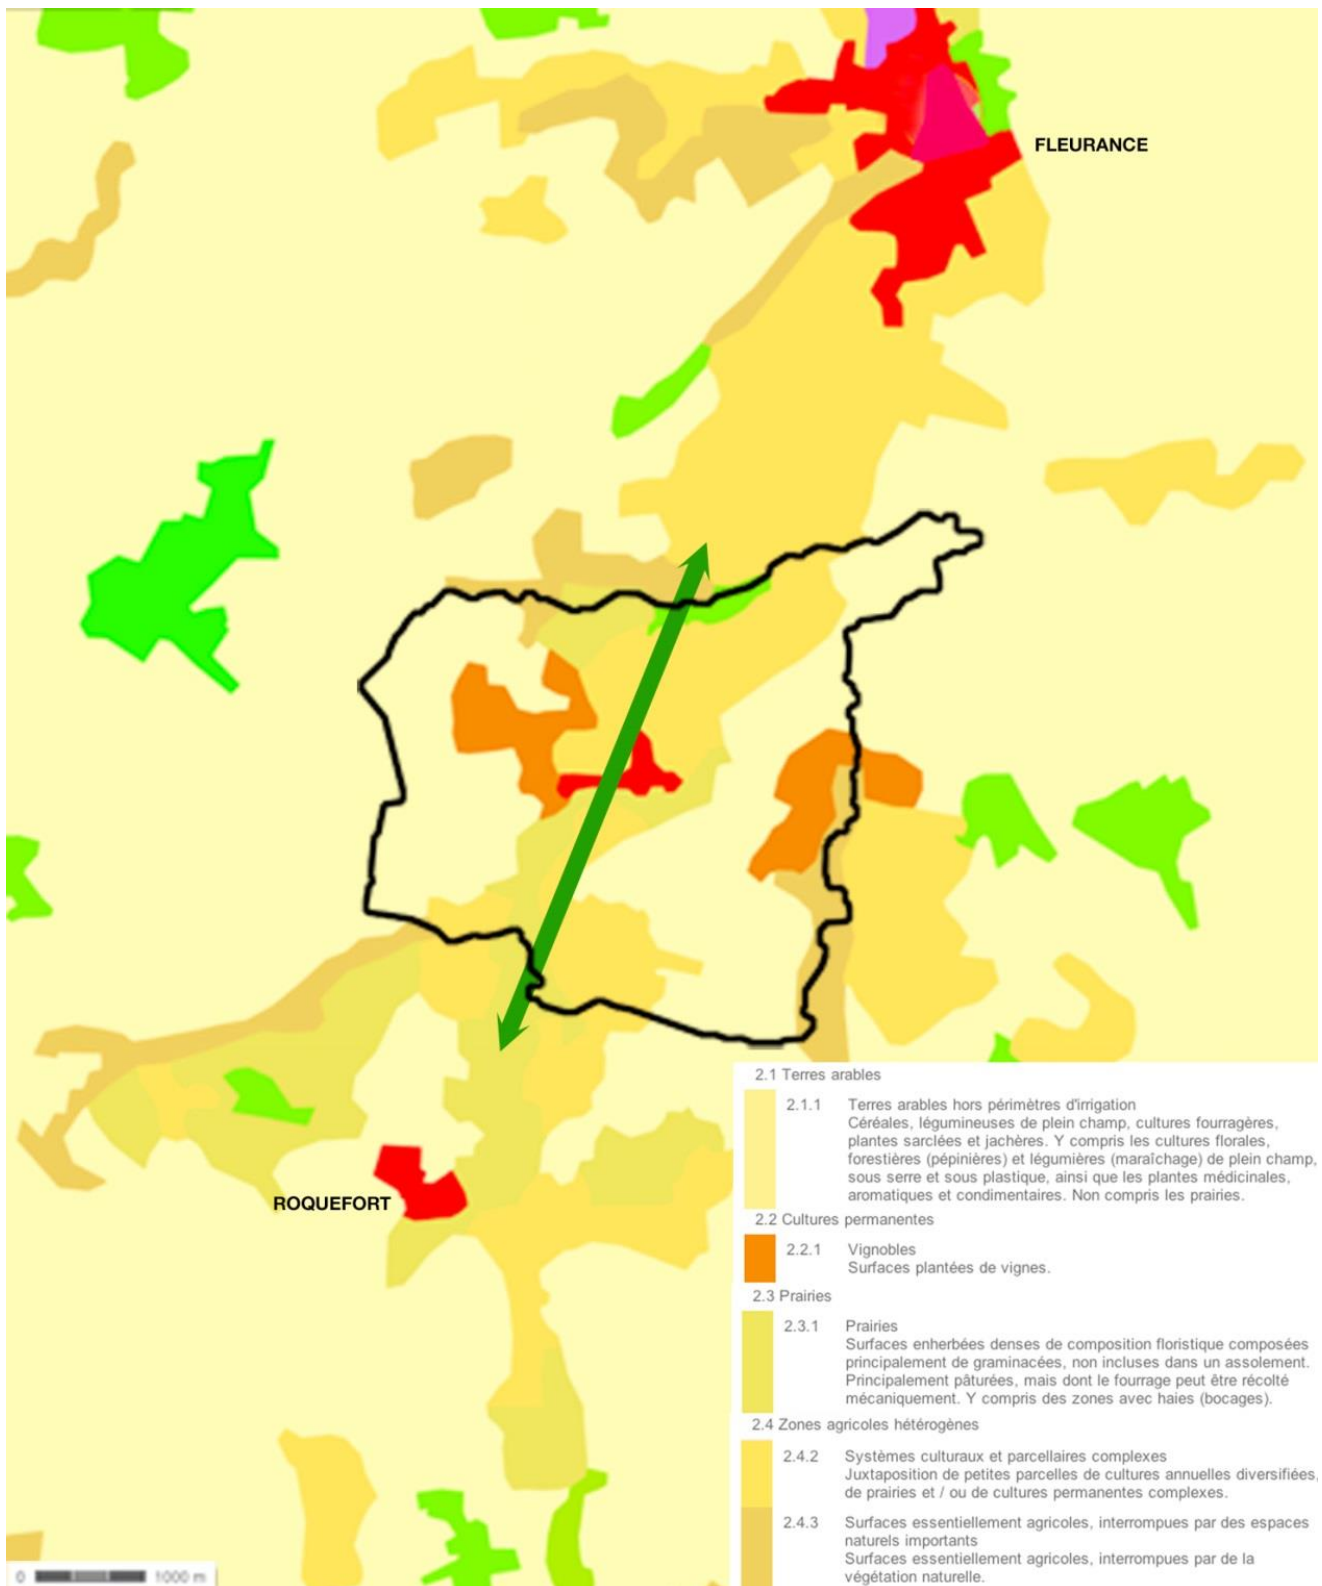 FLEURANCE
ROQUEFORT
2.1 Terres arables
2.1.1 Terres arables hors périmètres d'irrigation
Céréales, légumineuses de plein champ, cultures fourragères,
plantes sarclées et jachères. Y compris les cultures florales,
forestières (pépinières) et légumières (maraîchage) de plein champ,
sous serre et sous plastique, ainsi que les plantes médicinales,
aromatiques et condimentaires. Non compris les prairies.
2.2 Cultures permanentes
2.2.1 Vignobles
Surfaces plantées de vignes.
2.3 Prairies
2.3.1 Prairies
Surfaces enherbées denses de composition floristique composées
principalement de graminacées, non incluses dans un assolement.
Principalement pâturées, mais dont le fourrage peut être récolté
mécaniquement. Y compris des zones avec haies (bocages).
2.4 Zones agricoles hétérogènes
2.4.2 Systèmes culturaux et parcellaires complexes
Juxtaposition de petites parcelles de cultures annuelles diversifiées,
de prairies et / ou de cultures permanentes complexes.
2.4.3 Surfaces essentiellement agricoles, interrompues par des espaces
naturels importants
Surfaces essentiellement agricoles, interrompues par de la
végétation naturelle.
0 1000 m